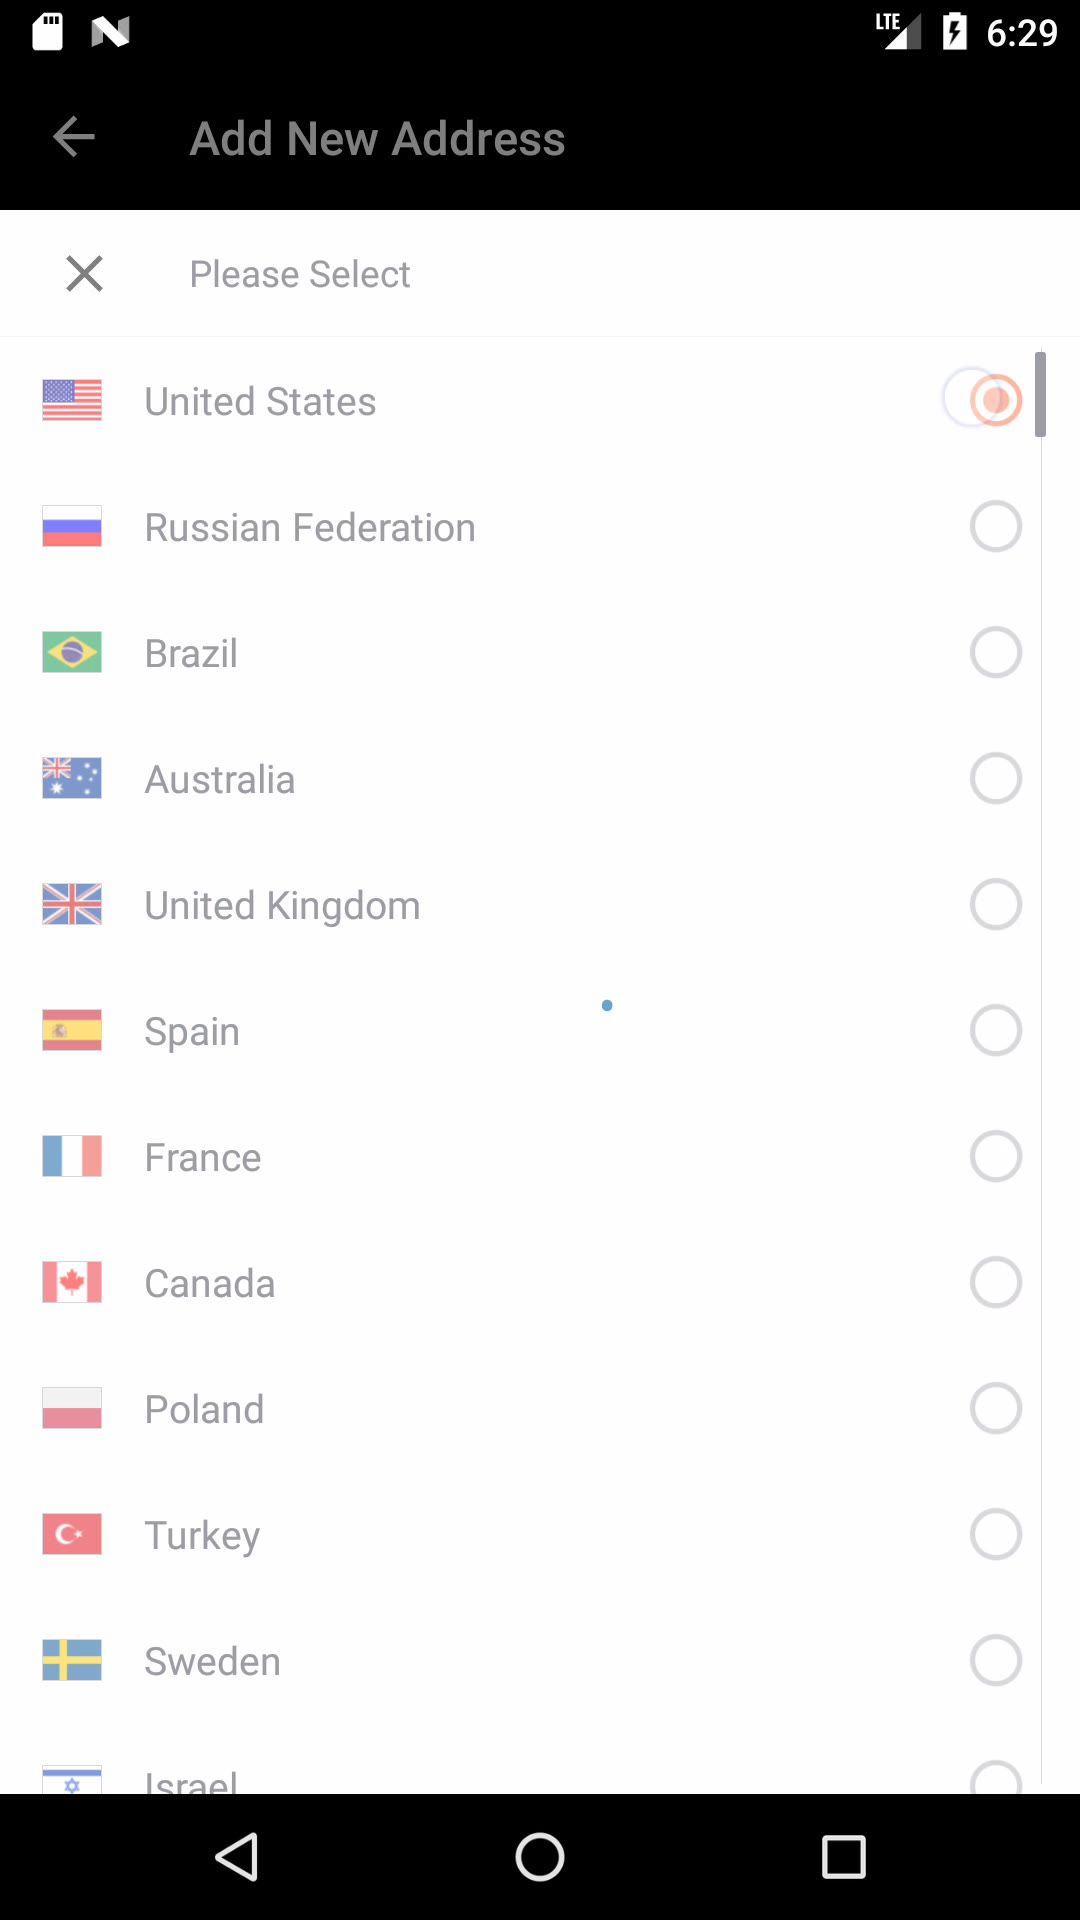 LTE 6:29
Add New Address
Please Select
United States
Russian Federation
Brazil
Australia
United Kingdom
Spain
France
Canada
Poland
Turkey
Sweden
Israel